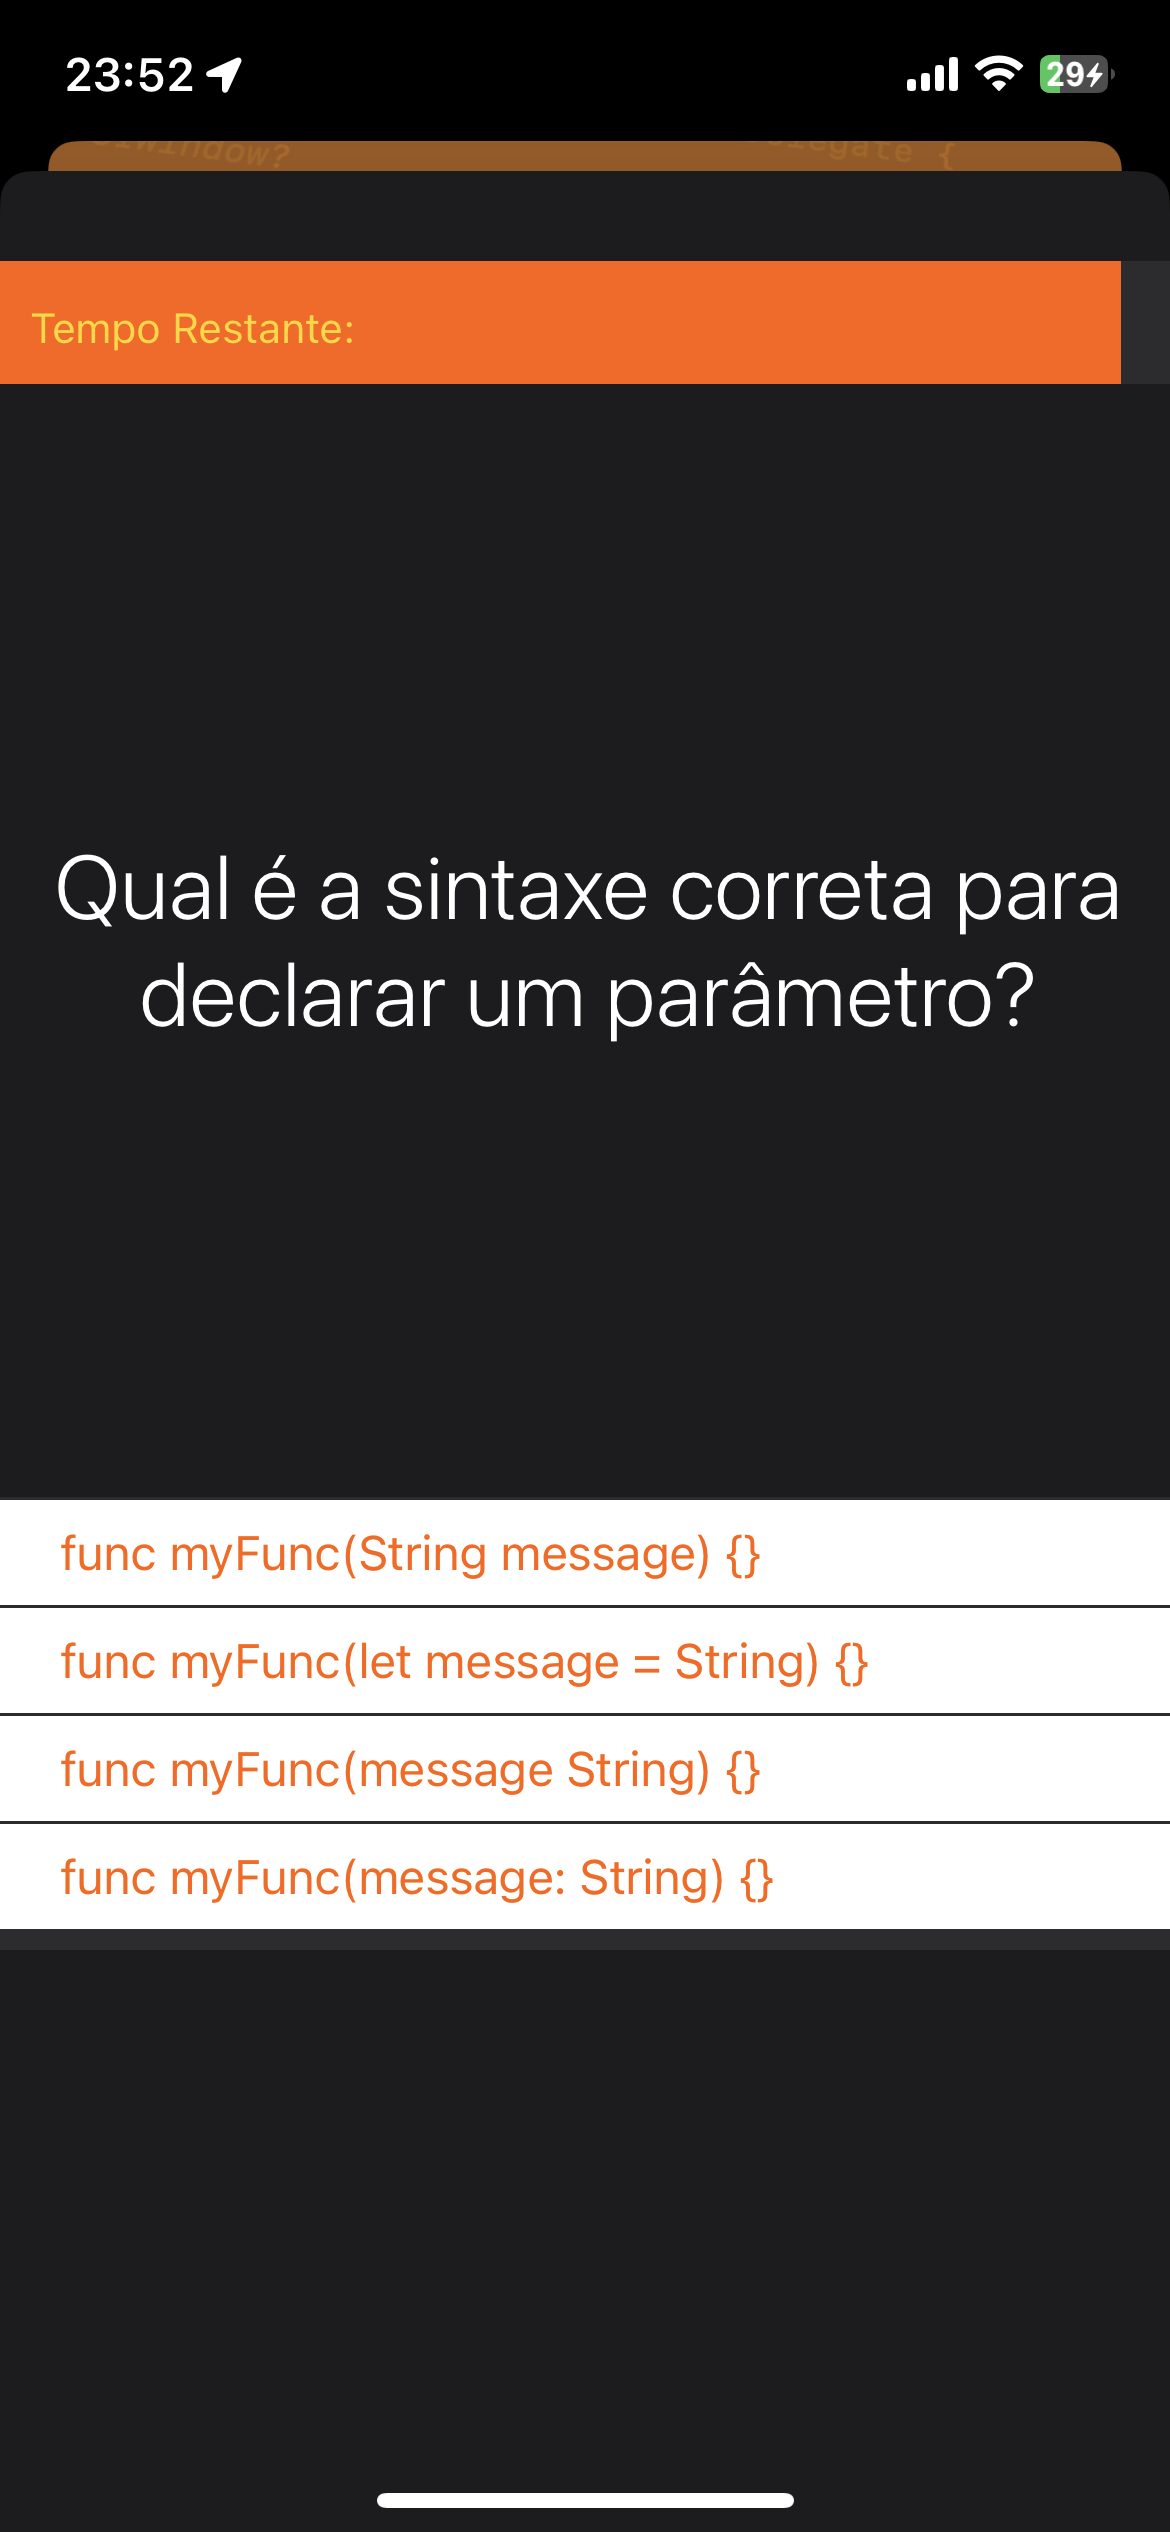 23:52
29
Tempo Restante:
Qual é a sintaxe correta para
declarar um parâmetro?
func myFunc(String message) {}
func myFunc(let message = String) {}
func myFunc(message String) {}
func myFunc(message: String) {}